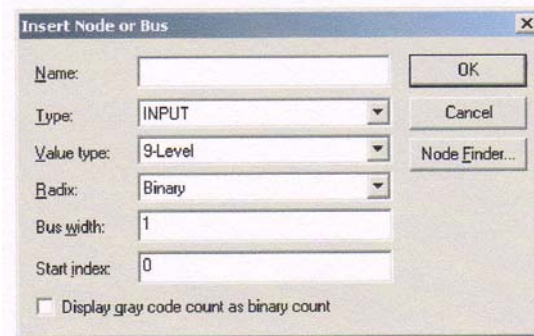 Insert Node or Bus
Name:
OK
Type: INPUT
Cancel
Value type: 9-Level
Node Finder...
Radix: Binary
Bus width: 1
Start index: 0
Display gray code count as binary count